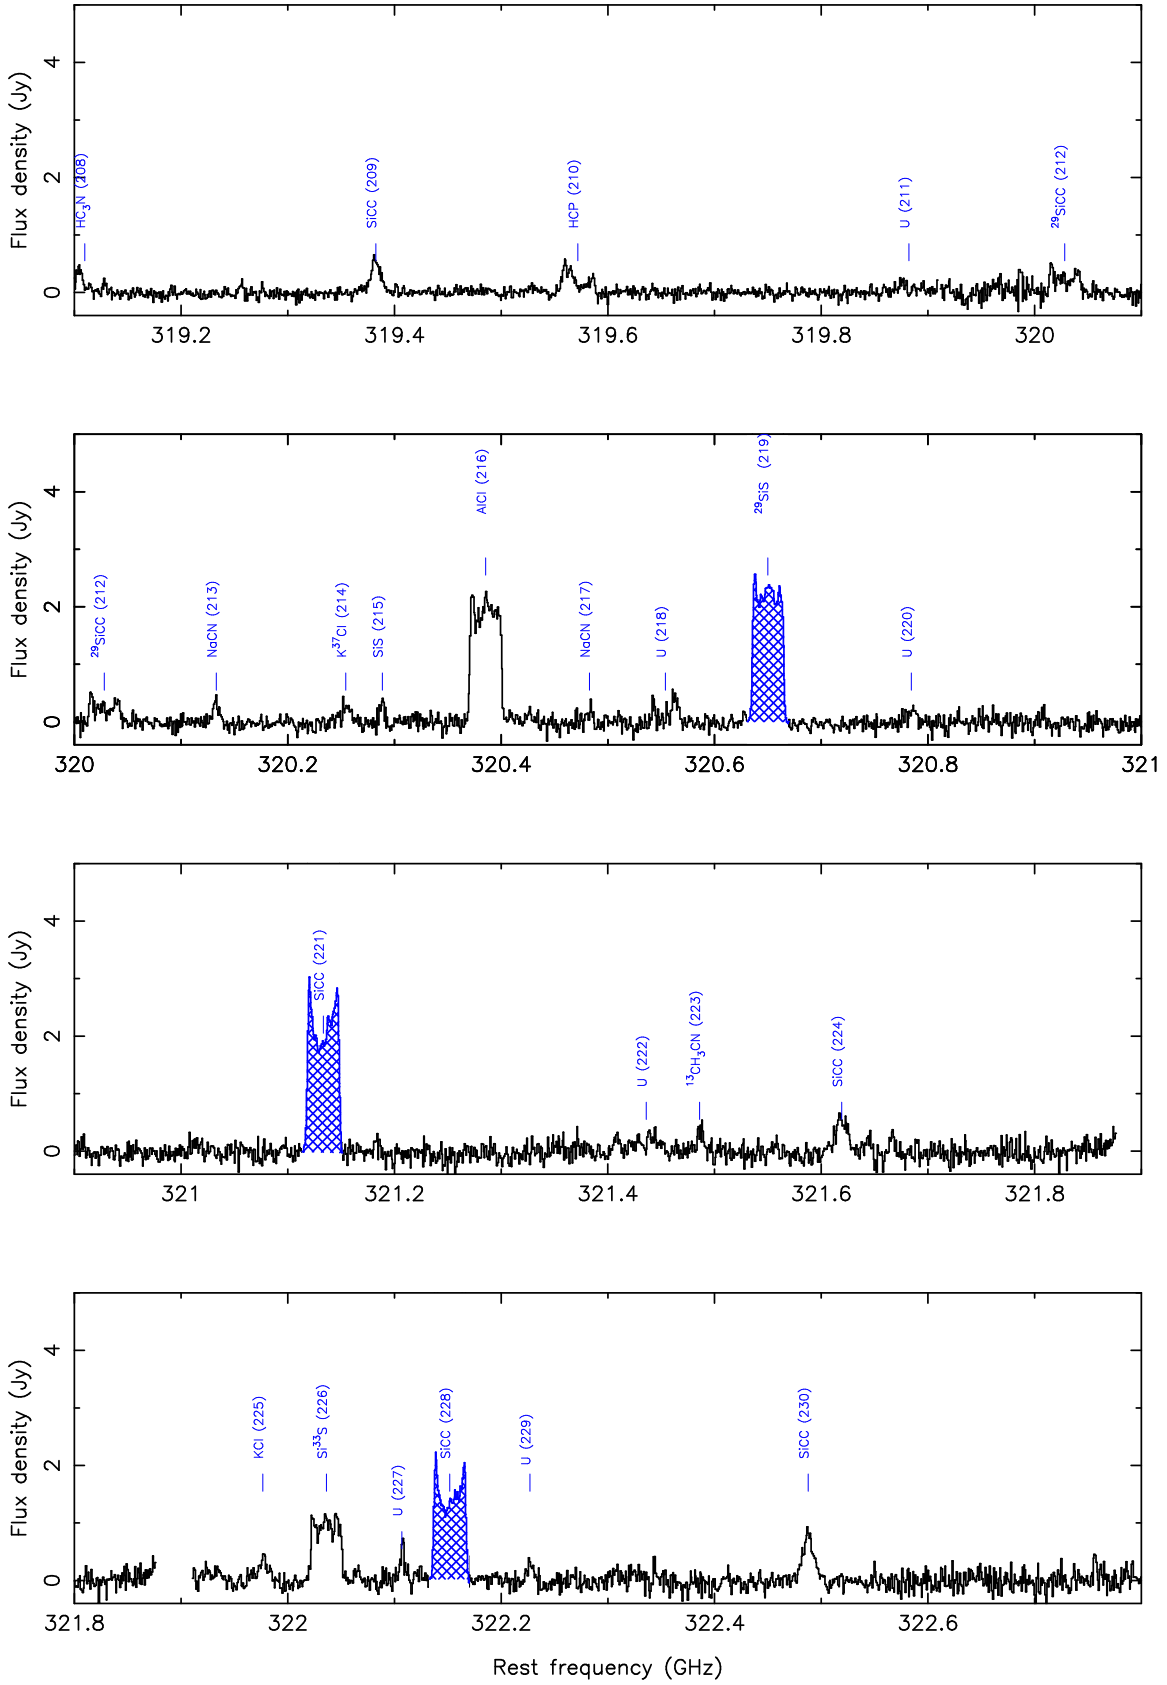 Flux density (Jy)
4
2
0
HC₃N (208)
SiCC (209)
HCP (210)
U (211)
²⁹SiCC (212)
319.2 319.4 319.6 319.8 320
Flux density (Jy)
4
2
0
²⁹SiCC (212)
NaCN (213)
K³⁷Cl (214)
SiS (215)
AlCl (216)
NaCN (217)
U (218)
²⁹SiS (219)
U (220)
320 320.2 320.4 320.6 320.8 321
Flux density (Jy)
4
2
0
SiCC (221)
U (222)
¹³CH₃CN (223)
SiCC (224)
321 321.2 321.4 321.6 321.8
Flux density (Jy)
4
2
0
KCl (225)
Si³³S (226)
U (227)
SiCC (228)
U (229)
SiCC (230)
321.8 322 322.2 322.4 322.6
Rest frequency (GHz)